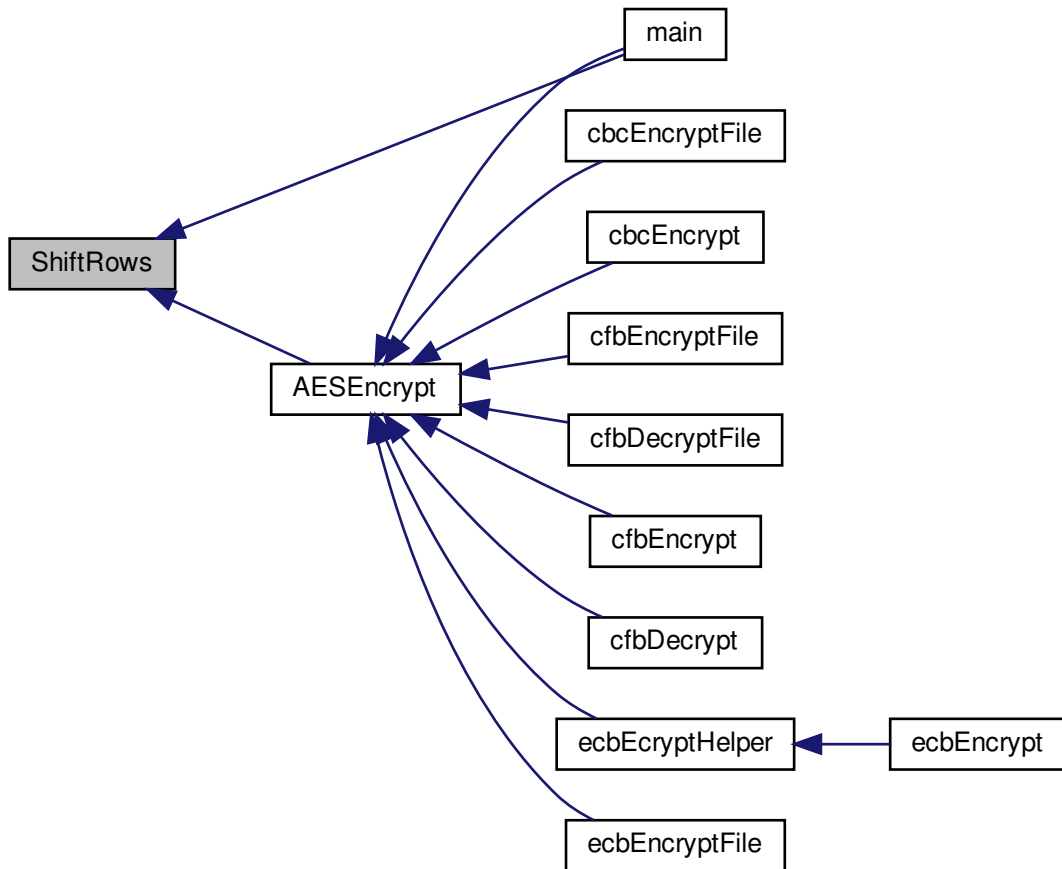 main
cbcEncryptFile
cbcEncrypt
ShiftRows
cfbEncryptFile
AESEncrypt
cfbDecryptFile
cfbEncrypt
cfbDecrypt
ecbEcryptHelper
ecbEncrypt
ecbEncryptFile